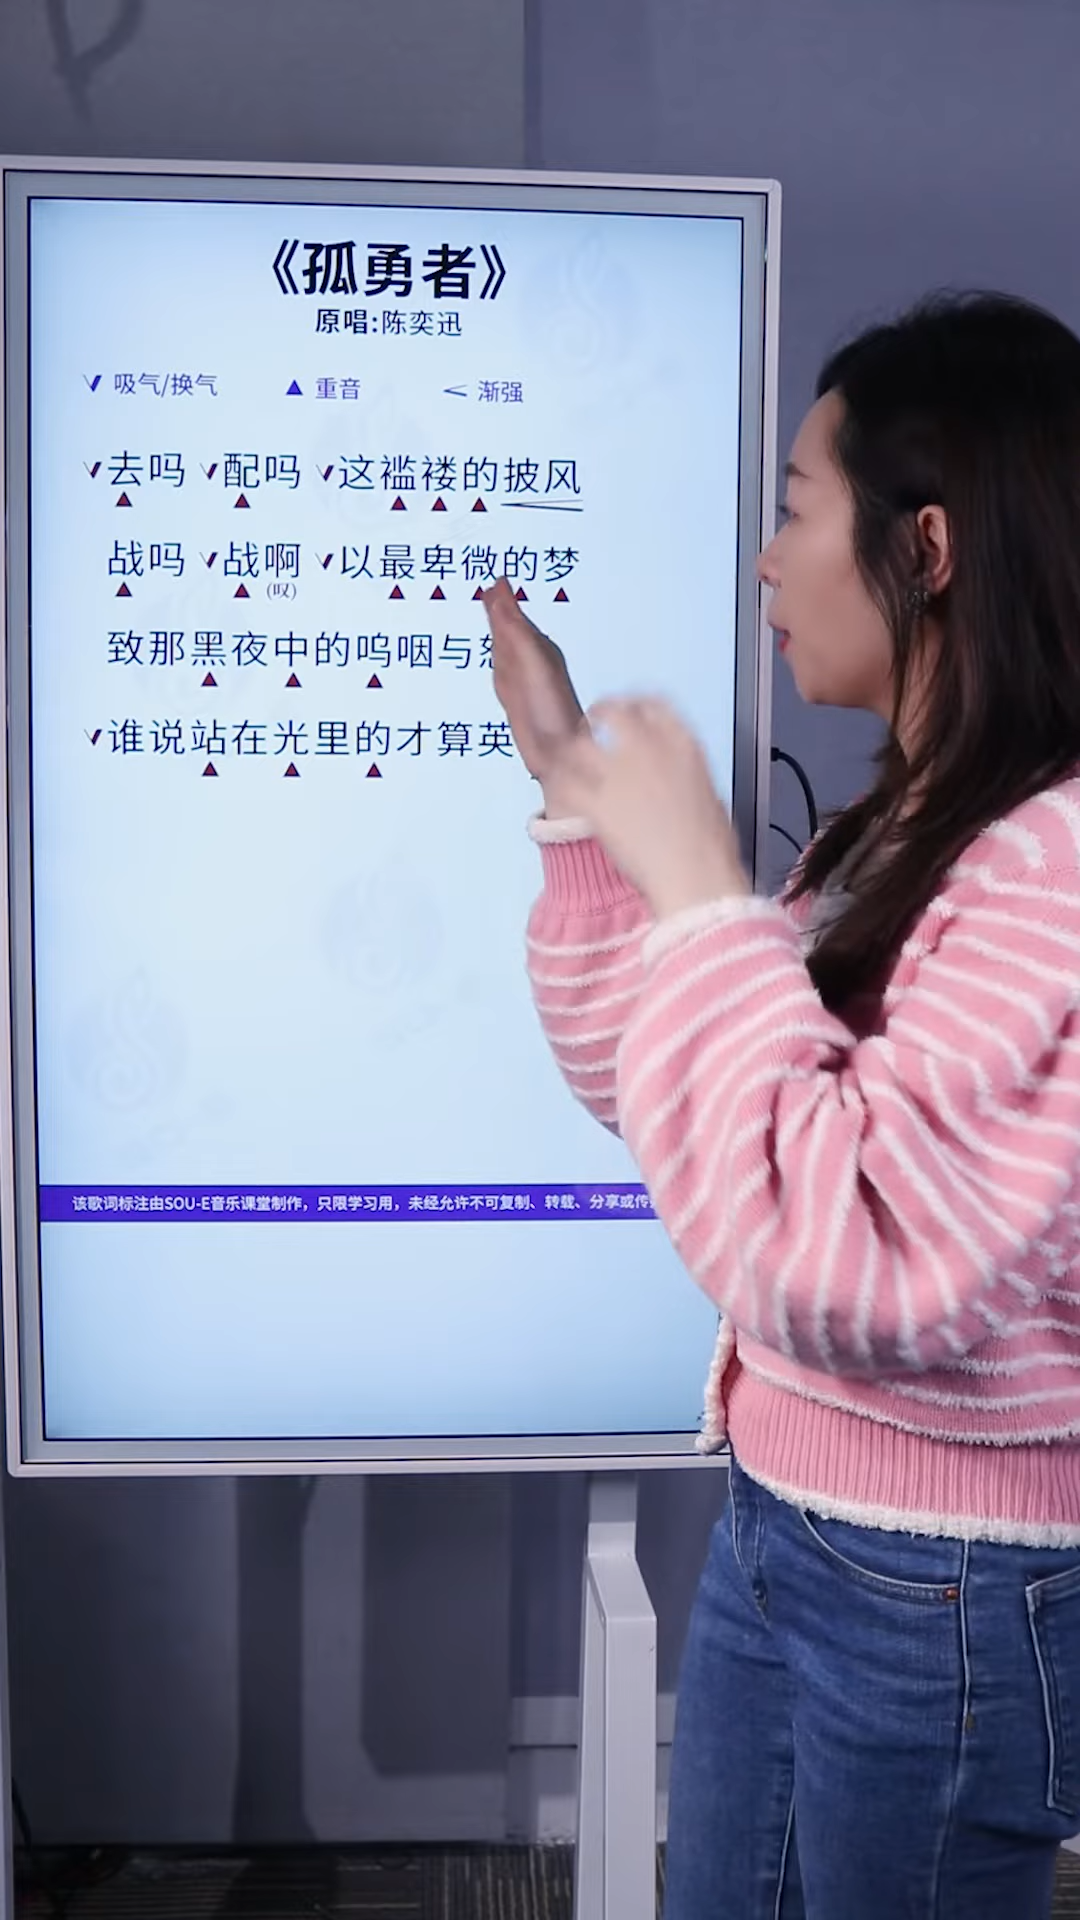 《孤勇者》
原唱:陈奕迅
吸气/换气 重音 渐强
去吗 配吗 这褴褛的披风
战吗 战啊 以最卑微的梦
(叹)
致那黑夜中的呜咽与
谁说站在光里的才算英
该歌词标注由SOU-E音乐课堂制作，只限学习用，未经允许不可复制、转载、分享或传